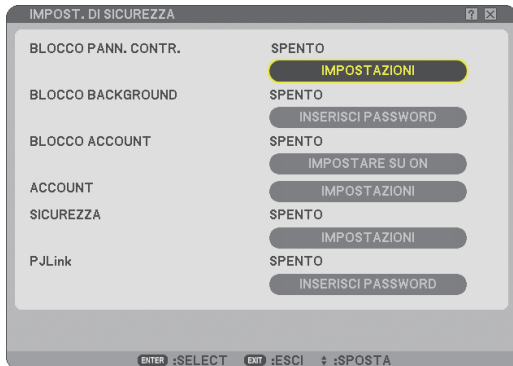 IMPOST. DI SICUREZZA
BLOCCO PANN. CONTR. SPENTO
IMPOSTAZIONI
BLOCCO BACKGROUND SPENTO
INSERISCI PASSWORD
BLOCCO ACCOUNT SPENTO
IMPOSTARE SU ON
ACCOUNT IMPOSTAZIONI
SICUREZZA SPENTO
IMPOSTAZIONI
PJLink SPENTO
INSERISCI PASSWORD
ENTER :SELECT EXIT :ESCI :SPOSTA